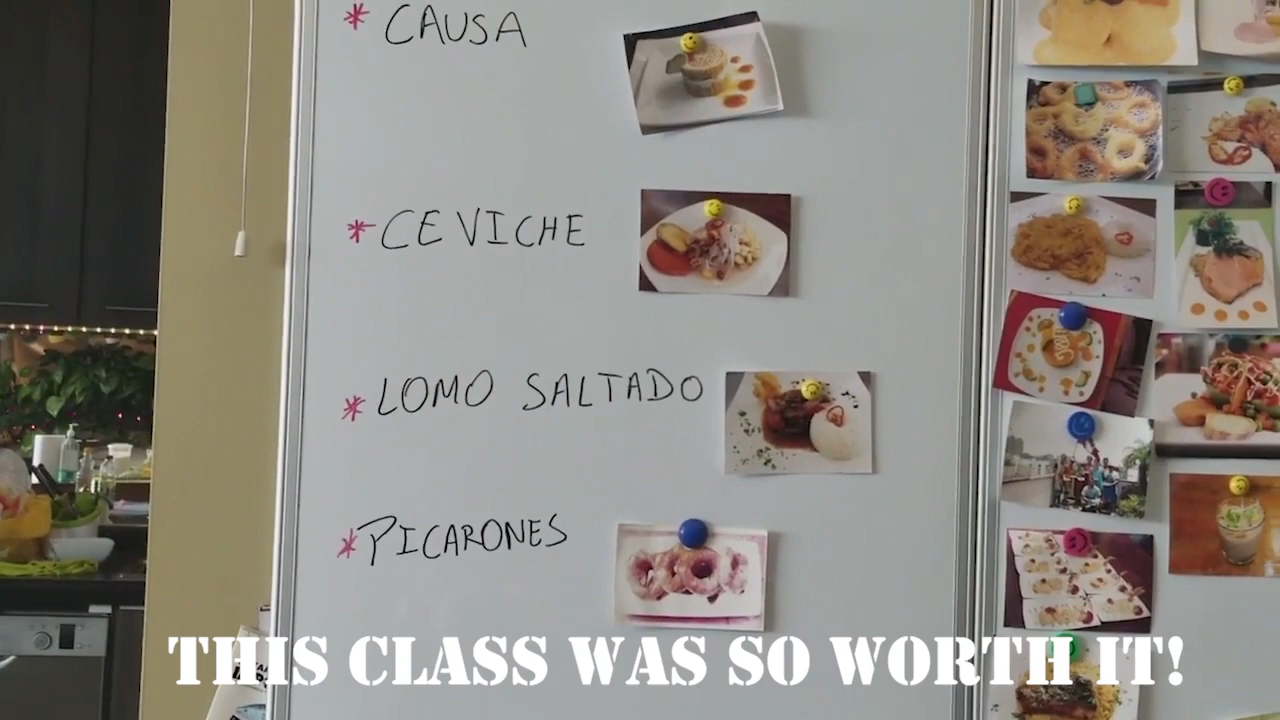 * CAUSA
* CEVICHE
* LOMO SALTADO
* PICARONES
THIS CLASS WAS SO WORTH IT!